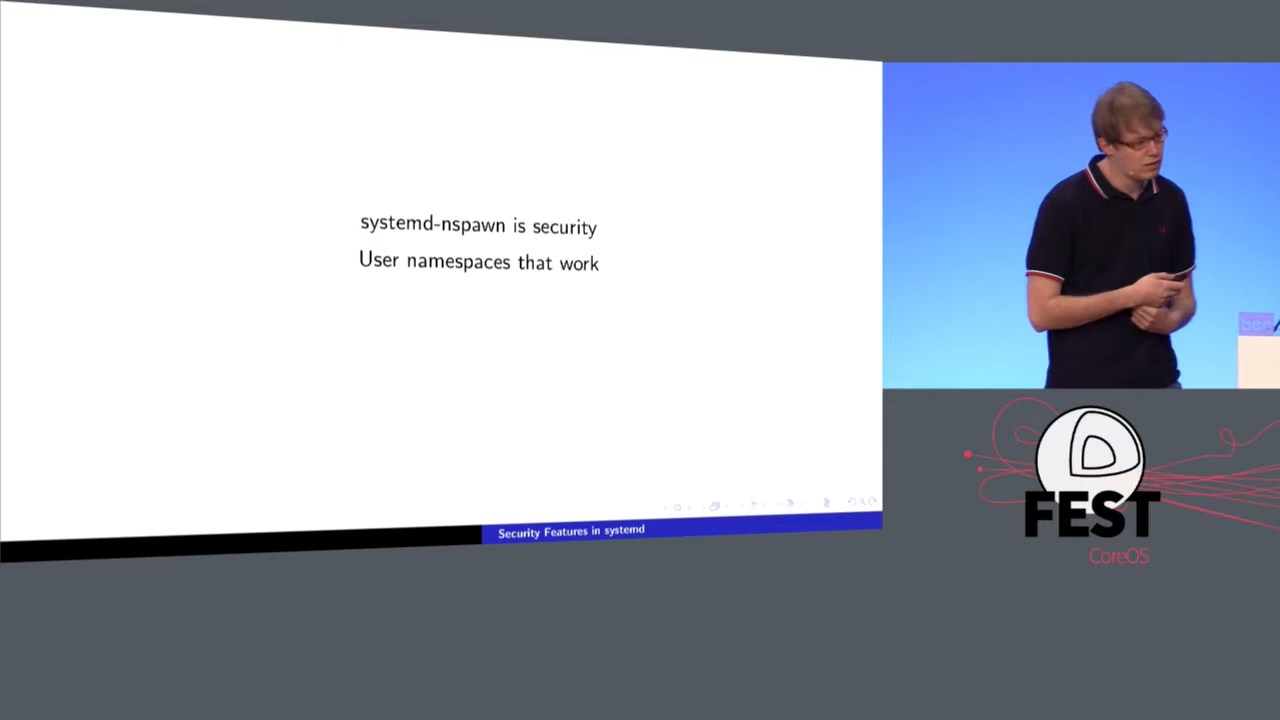 systemd-nspawn is security
User namespaces that work
Security Features in systemd
FEST
CoreOS